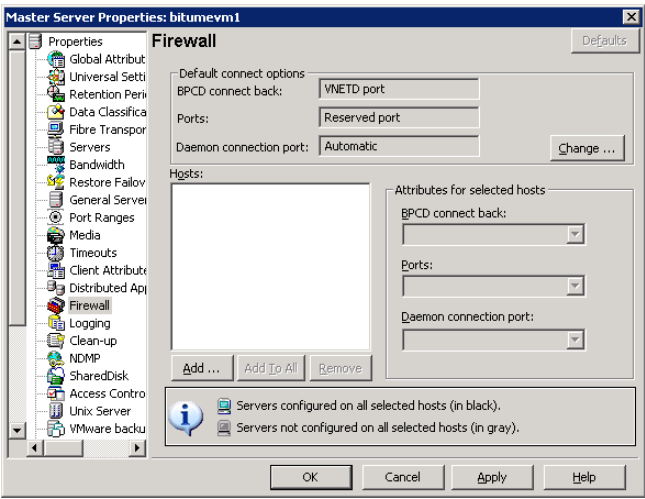 Master Server Properties: bitumevm1
Properties
Global Attribut
Universal Setti
Retention Peri
Data Classifica
Fibre Transpor
Servers
Bandwidth
Restore Failov
General Server
Port Ranges
Media
Timeouts
Client Attribute
Distributed App
Firewall
Logging
Clean-up
NDMP
SharedDisk
Access Contro
Unix Server
VMware backu
Firewall
Defaults
Default connect options
BPCD connect back: VNETD port
Ports: Reserved port
Daemon connection port: Automatic
Change ...
Hosts:
Attributes for selected hosts
BPCD connect back:
Ports:
Daemon connection port:
Add ... Add To All Remove
Servers configured on all selected hosts (in black).
Servers not configured on all selected hosts (in gray).
OK Cancel Apply Help